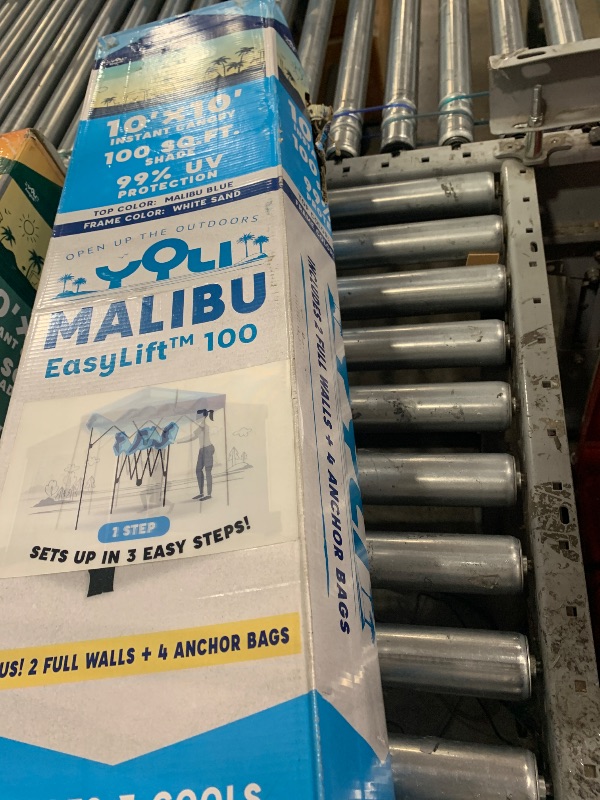 10'×10'
INSTANT CANOPY
100 SQ.FT.
SHADE
99% UV
PROTECTION
TOP COLOR: MALIBU BLUE
FRAME COLOR: WHITE SAND
OPEN UP THE OUTDOORS
YOLI
MALIBU
EasyLift™ 100
1 STEP
SETS UP IN 3 EASY STEPS!
US! 2 FULL WALLS + 4 ANCHOR BAGS
COOLS
INCLUDES 2 FULL WALLS + 4 ANCHOR BAGS